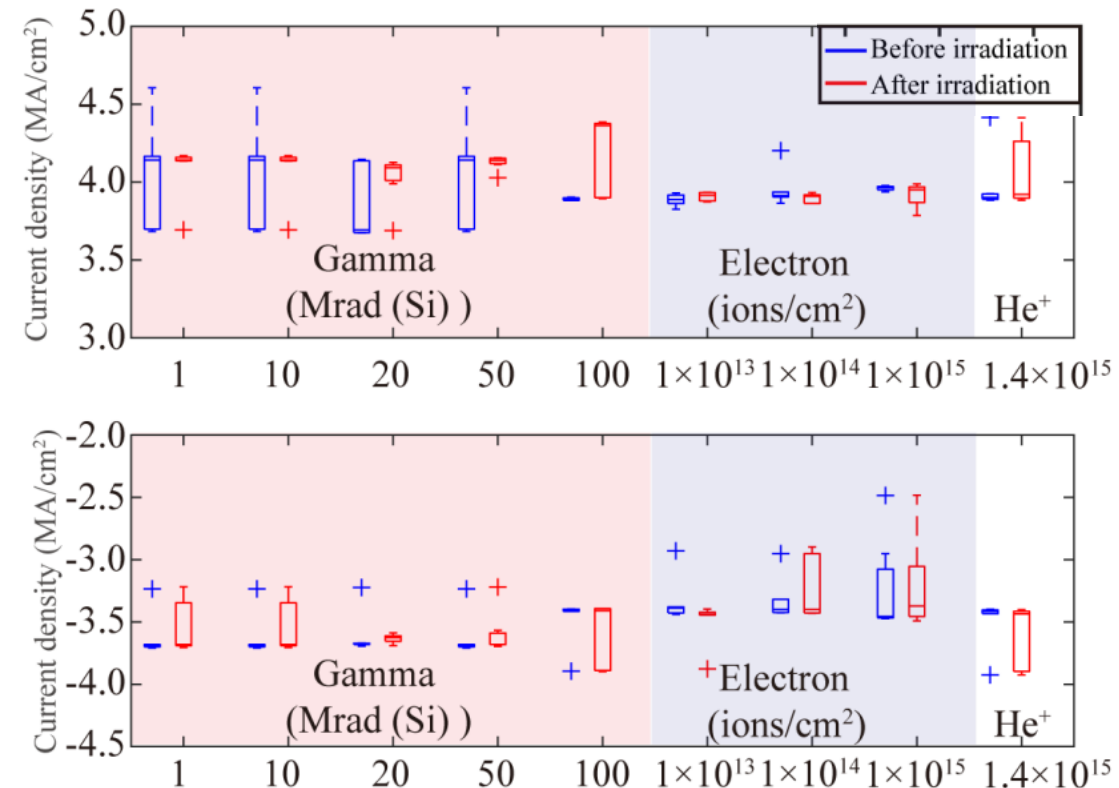 Current density (MA/cm²)
5.0
4.5
4.0
3.5
3.0
Before irradiation
After irradiation
Gamma
(Mrad (Si) )
Electron
(ions/cm²)
He⁺
1 10 20 50 100 1×10¹³ 1×10¹⁴ 1×10¹⁵ 1.4×10¹⁵
Current density (MA/cm²)
-2.0
-2.5
-3.0
-3.5
-4.0
-4.5
Gamma
(Mrad (Si) )
Electron
(ions/cm²)
He⁺
1 10 20 50 100 1×10¹³ 1×10¹⁴ 1×10¹⁵ 1.4×10¹⁵